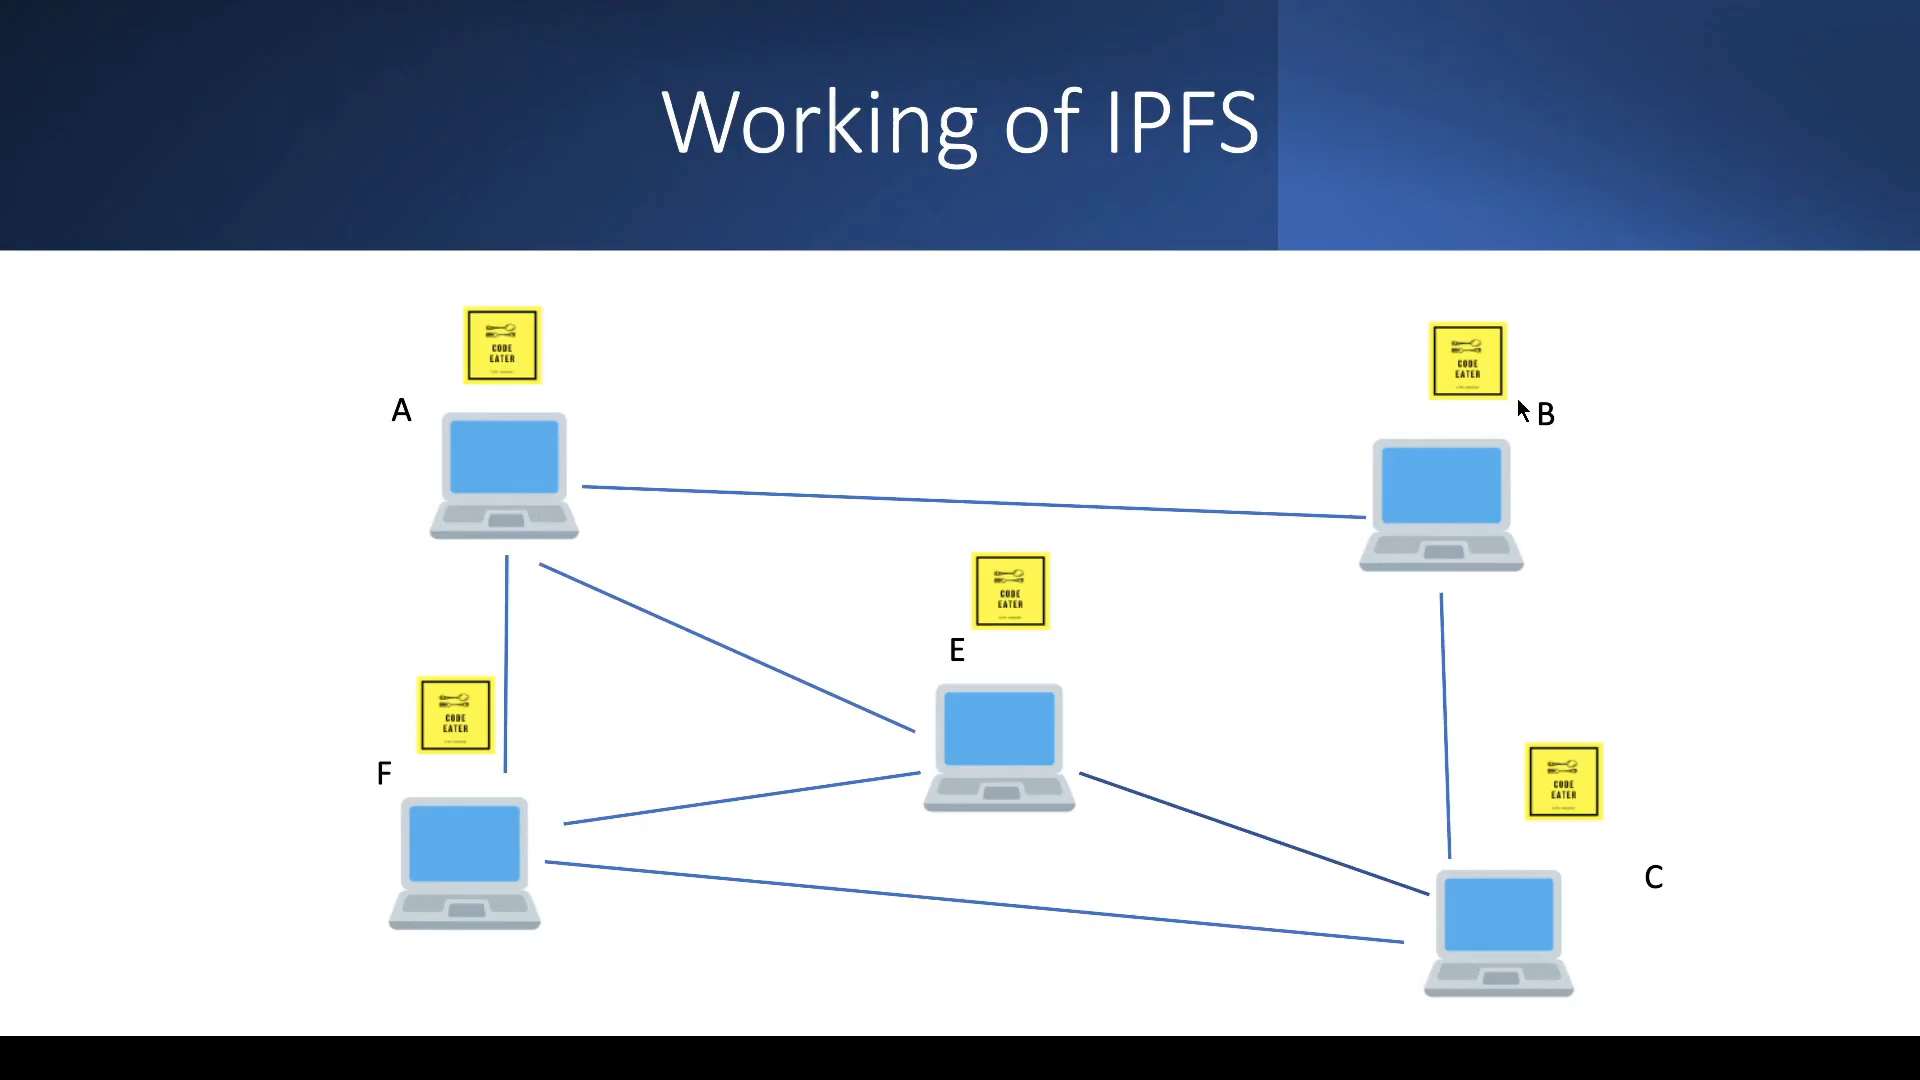 Working of IPFS
CODE
EATER
A
CODE
EATER
B
CODE
EATER
E
CODE
EATER
F
CODE
EATER
C